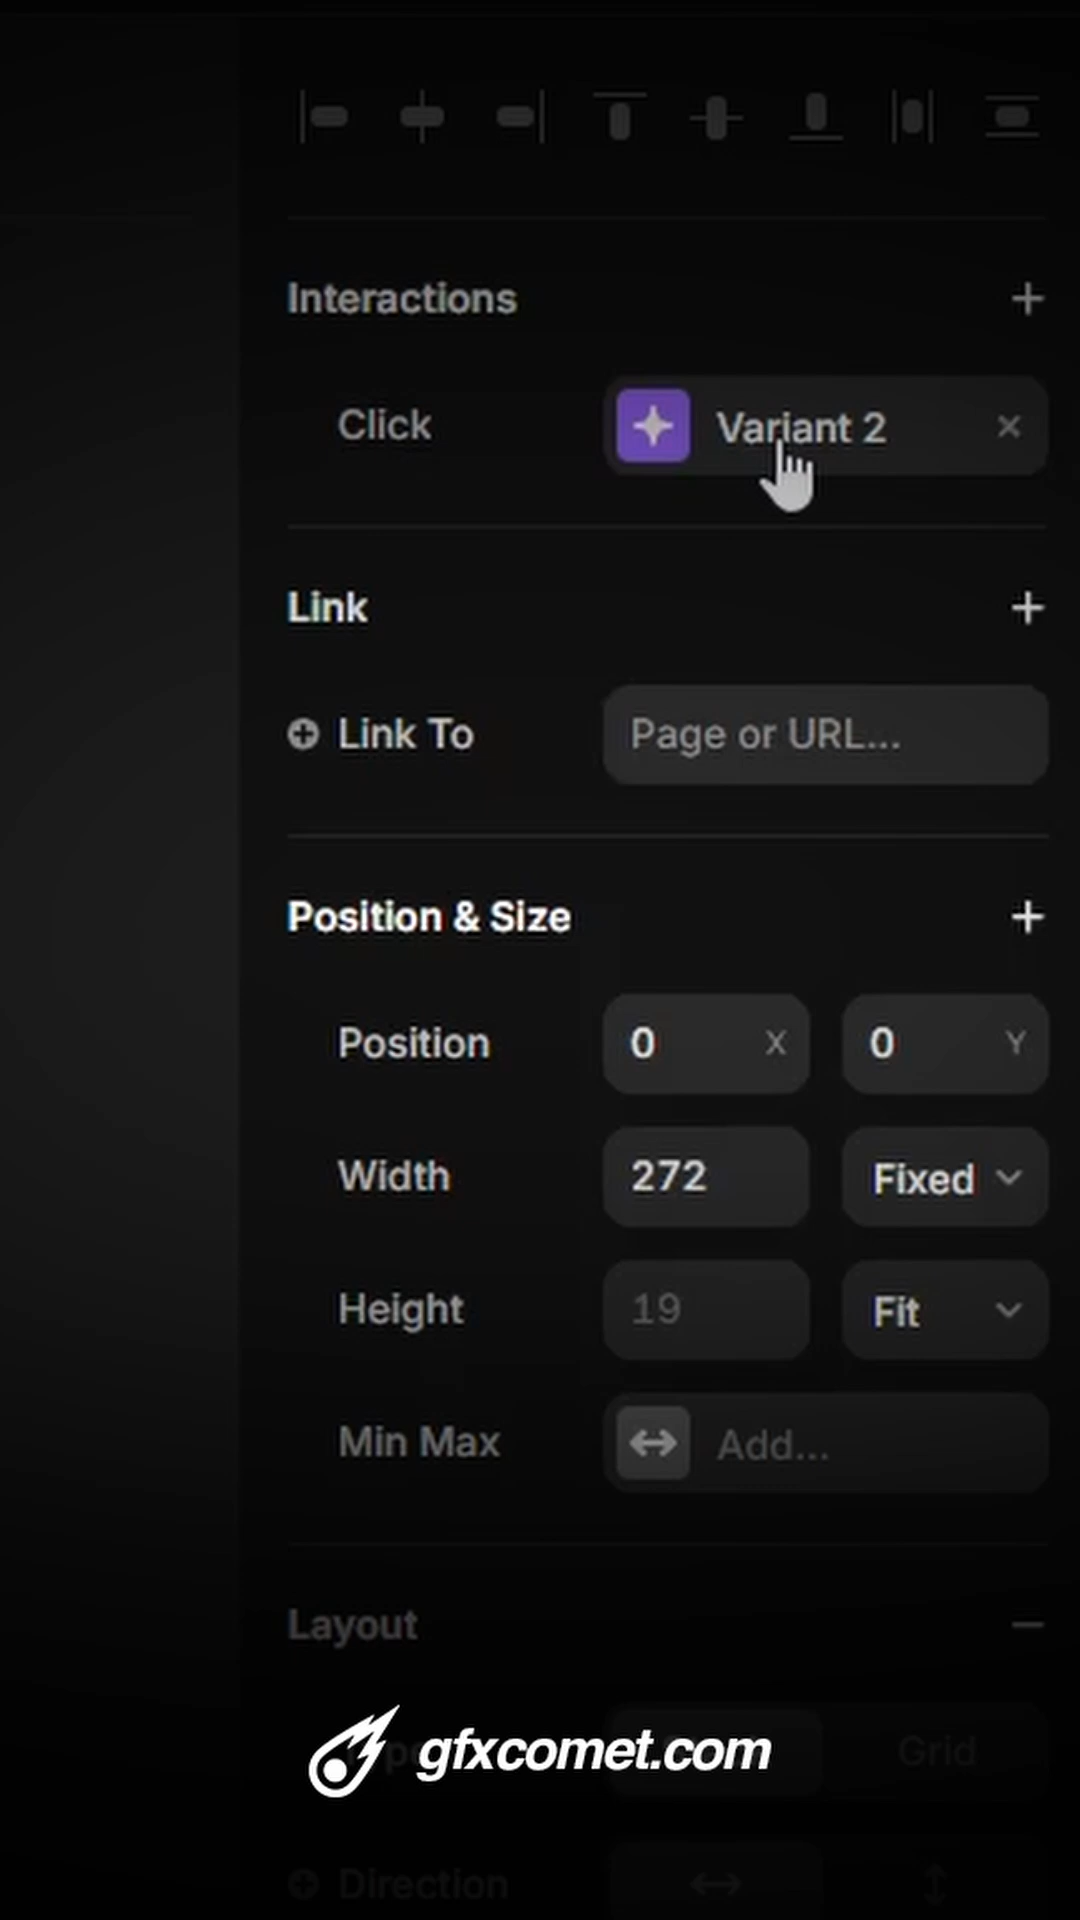 Interactions
Click
Variant 2
Link
Link To
Page or URL...
Position & Size
Position
0 X
0 Y
Width
272
Fixed
Height
19
Fit
Min Max
Add...
Layout
gfxcomet.com
Grid
Direction